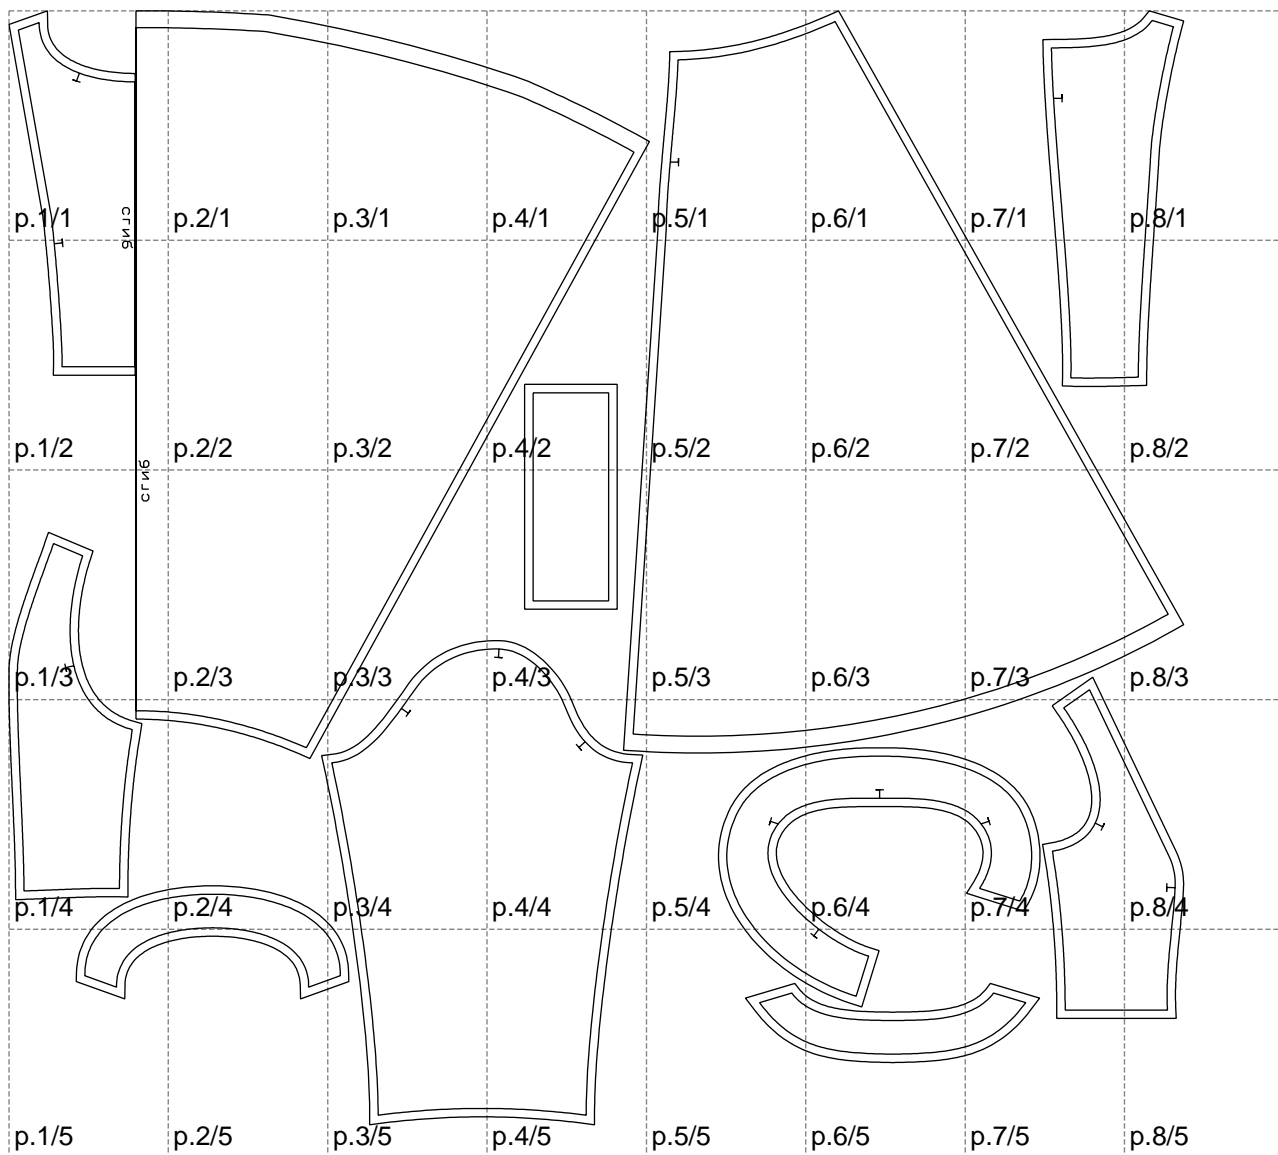 сгиб
p.1/1 p.2/1 p.3/1 p.4/1 p.5/1 p.6/1 p.7/1 p.8/1
p.1/2 p.2/2 p.3/2 p.4/2 p.5/2 p.6/2 p.7/2 p.8/2
сгиб
p.1/3 p.2/3 p.3/3 p.4/3 p.5/3 p.6/3 p.7/3 p.8/3
p.1/4 p.2/4 p.3/4 p.4/4 p.5/4 p.6/4 p.7/4 p.8/4
p.1/5 p.2/5 p.3/5 p.4/5 p.5/5 p.6/5 p.7/5 p.8/5